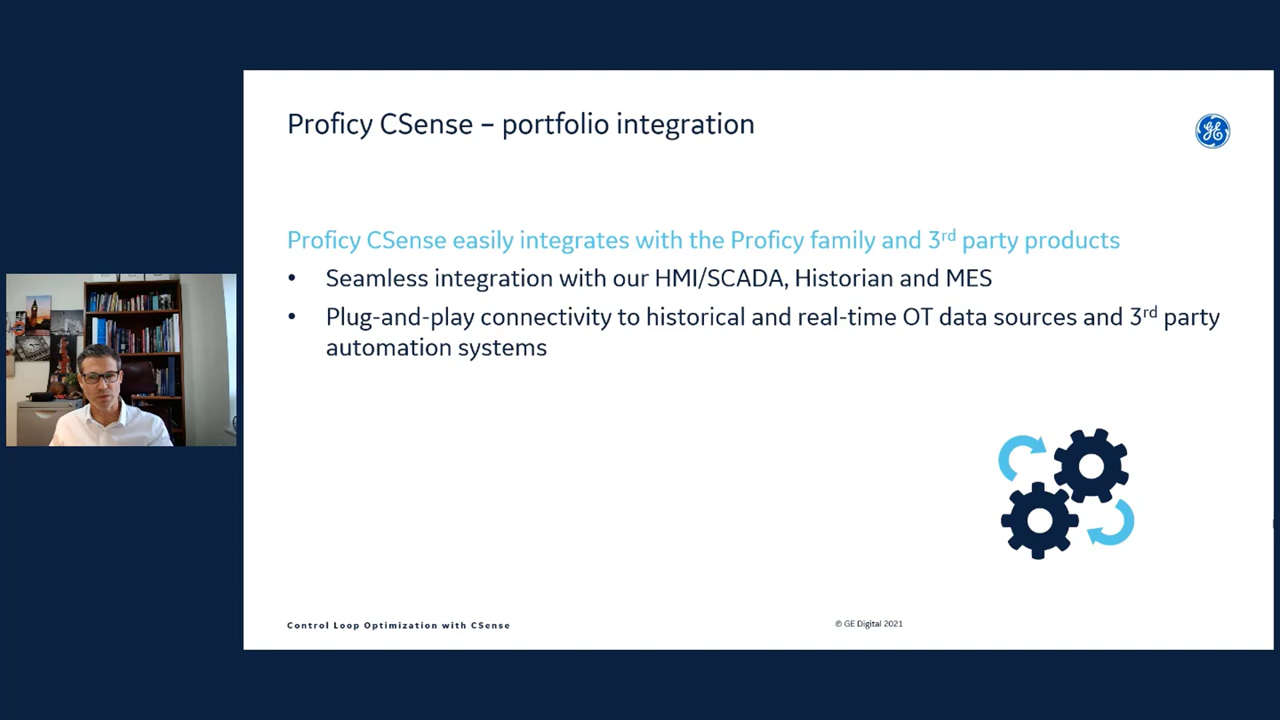 Proficy CSense – portfolio integration
GE
Proficy CSense easily integrates with the Proficy family and 3rd party products
• Seamless integration with our HMI/SCADA, Historian and MES
• Plug-and-play connectivity to historical and real-time OT data sources and 3rd party
automation systems
Control Loop Optimization with CSense
© GE Digital 2021